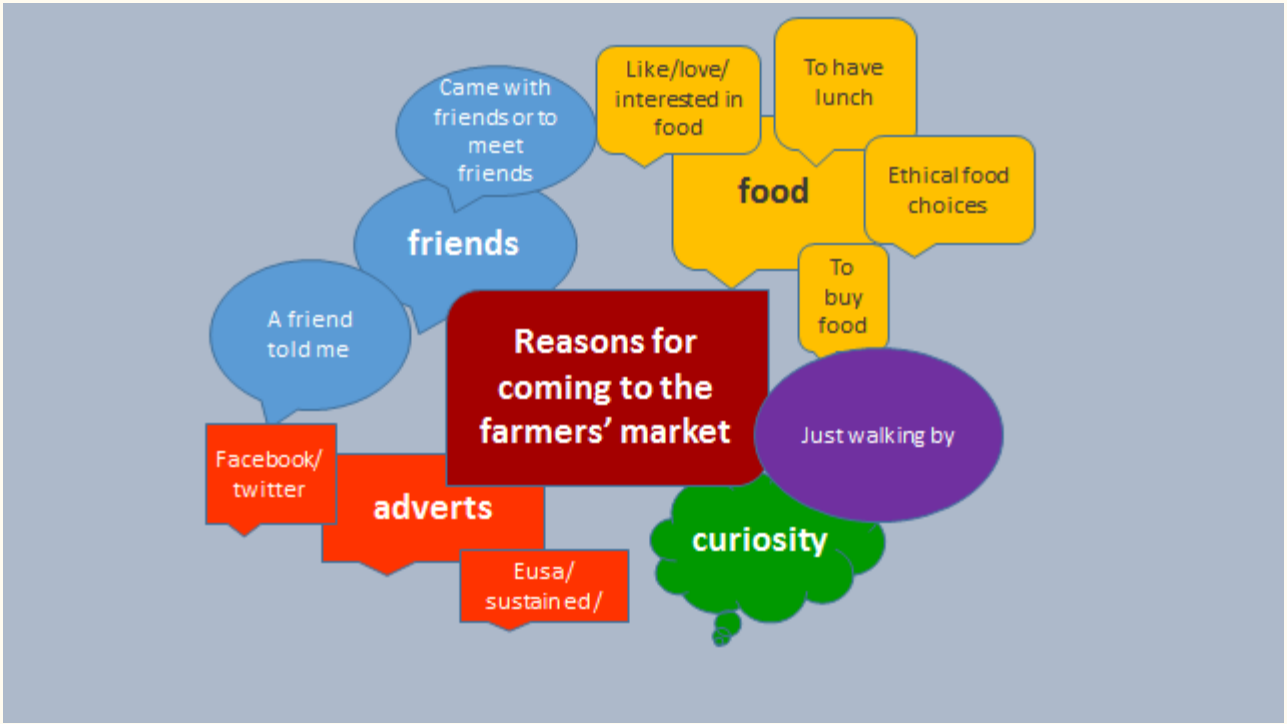 Came with
friends or to
meet
friends
friends
A friend
told me
Like/love/
interested in
food
To have
lunch
food
Ethical food
choices
To
buy
food
Reasons for
coming to the
farmers’ market
Just walking by
Facebook/
twitter
adverts
Eusa/
sustained/
curiosity